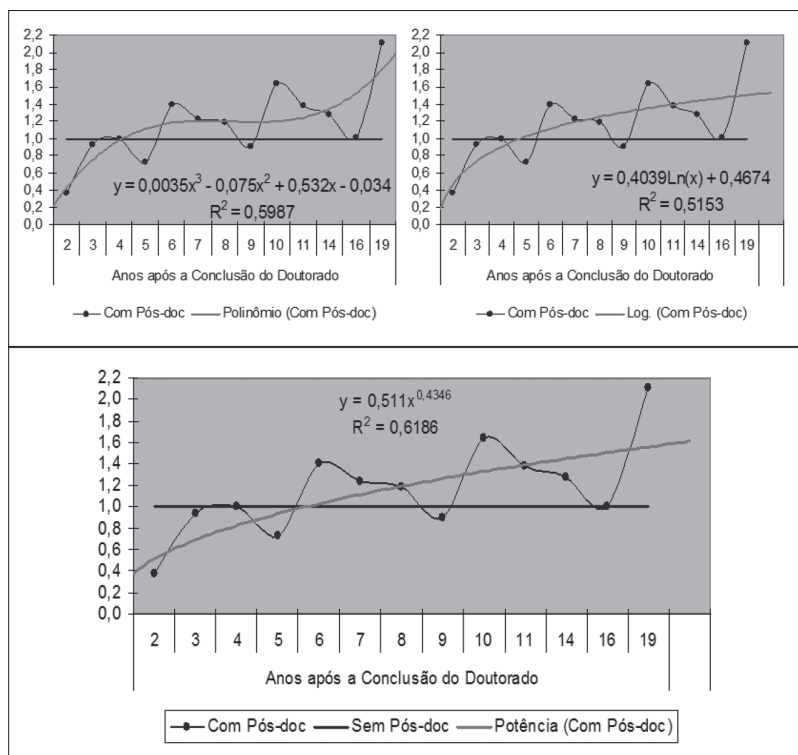 2,2
2,0
1,8
1,6
1,4
1,2
1,0
0,8
0,6
0,4
0,2
0,0
y = 0,0035x³ - 0,075x² + 0,532x - 0,034
R² = 0,5987
2 3 4 5 6 7 8 9 10 11 14 16 19
Anos após a Conclusão do Doutorado
Com Pós-doc Polinômio (Com Pós-doc)
2,2
2,0
1,8
1,6
1,4
1,2
1,0
0,8
0,6
0,4
0,2
0,0
y = 0,4039Ln(x) + 0,4674
R² = 0,5153
2 3 4 5 6 7 8 9 10 11 14 16 19
Anos após a Conclusão do Doutorado
Com Pós-doc Log. (Com Pós-doc)
2,2
2,0
1,8
1,6
1,4
1,2
1,0
0,8
0,6
0,4
0,2
0,0
y = 0,511x⁰,⁴³⁴⁶
R² = 0,6186
2 3 4 5 6 7 8 9 10 11 14 16 19
Anos após a Conclusão do Doutorado
Com Pós-doc Sem Pós-doc Potência (Com Pós-doc)